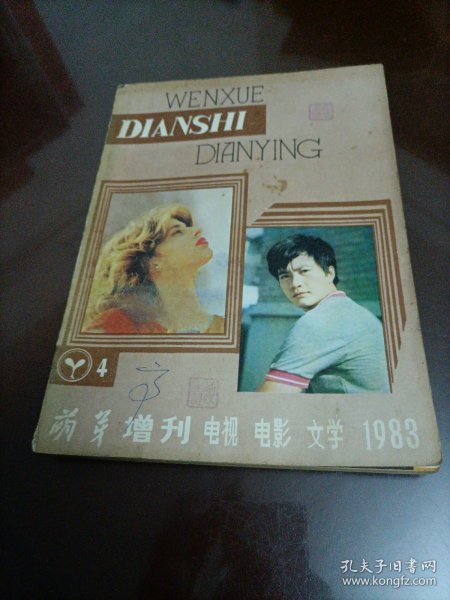 WENXUE
DIANSHI
DIANYING
4
萌芽增刊 电视 电影 文学 1983
孔夫子旧书网
www.kongfz.com